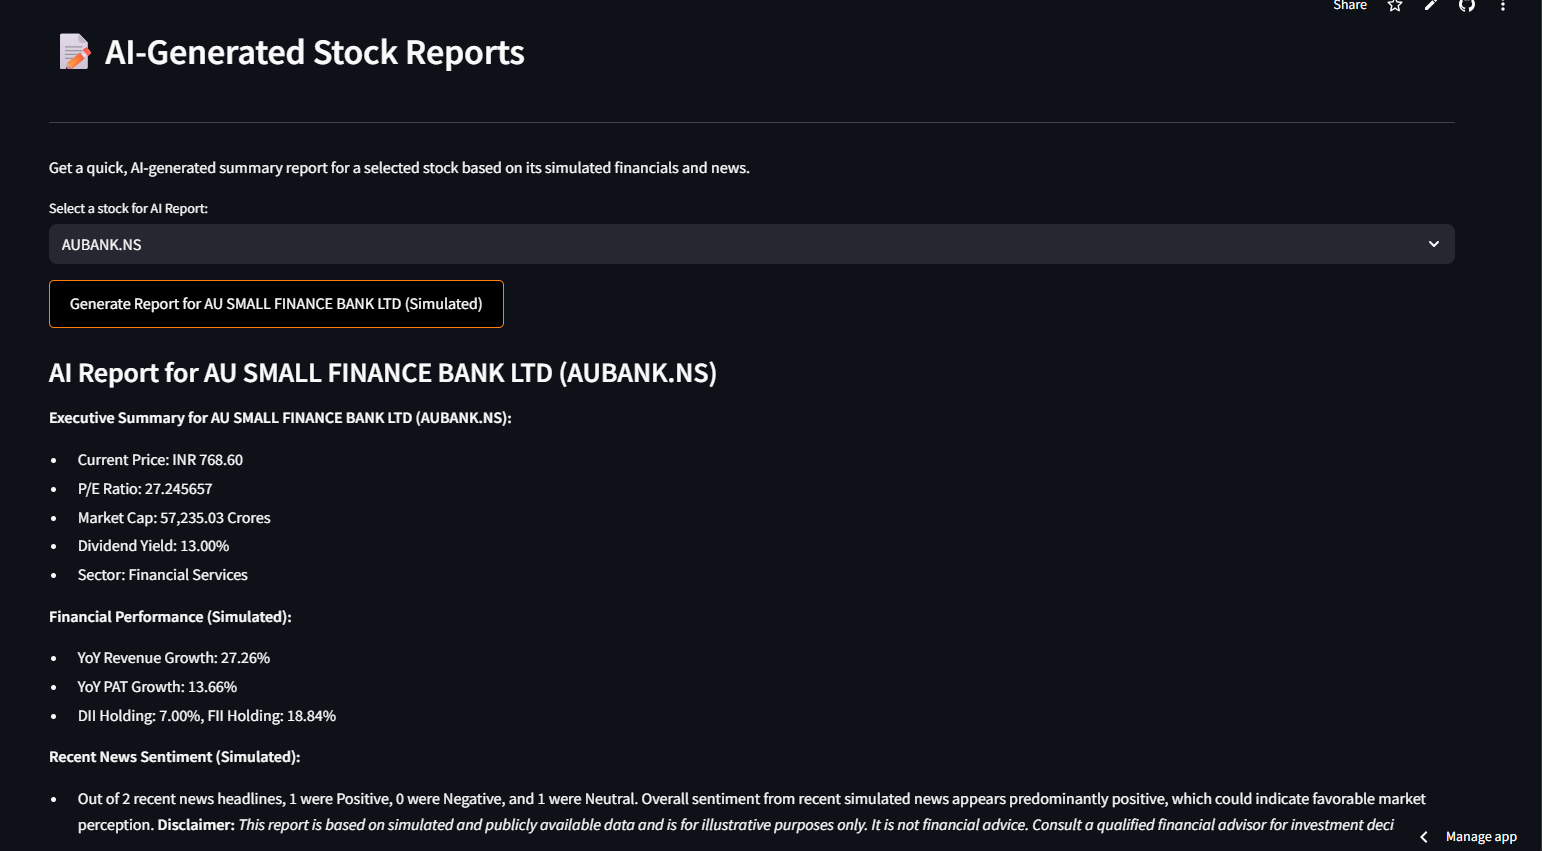 Share
AI-Generated Stock Reports
Get a quick, AI-generated summary report for a selected stock based on its simulated financials and news.
Select a stock for AI Report:
AUBANK.NS
Generate Report for AU SMALL FINANCE BANK LTD (Simulated)
AI Report for AU SMALL FINANCE BANK LTD (AUBANK.NS)
Executive Summary for AU SMALL FINANCE BANK LTD (AUBANK.NS):
• Current Price: INR 768.60
• P/E Ratio: 27.245657
• Market Cap: 57,235.03 Crores
• Dividend Yield: 13.00%
• Sector: Financial Services
Financial Performance (Simulated):
• YoY Revenue Growth: 27.26%
• YoY PAT Growth: 13.66%
• DII Holding: 7.00%, FII Holding: 18.84%
Recent News Sentiment (Simulated):
• Out of 2 recent news headlines, 1 were Positive, 0 were Negative, and 1 were Neutral. Overall sentiment from recent simulated news appears predominantly positive, which could indicate favorable market
perception. Disclaimer: This report is based on simulated and publicly available data and is for illustrative purposes only. It is not financial advice. Consult a qualified financial advisor for investment deci
Manage app